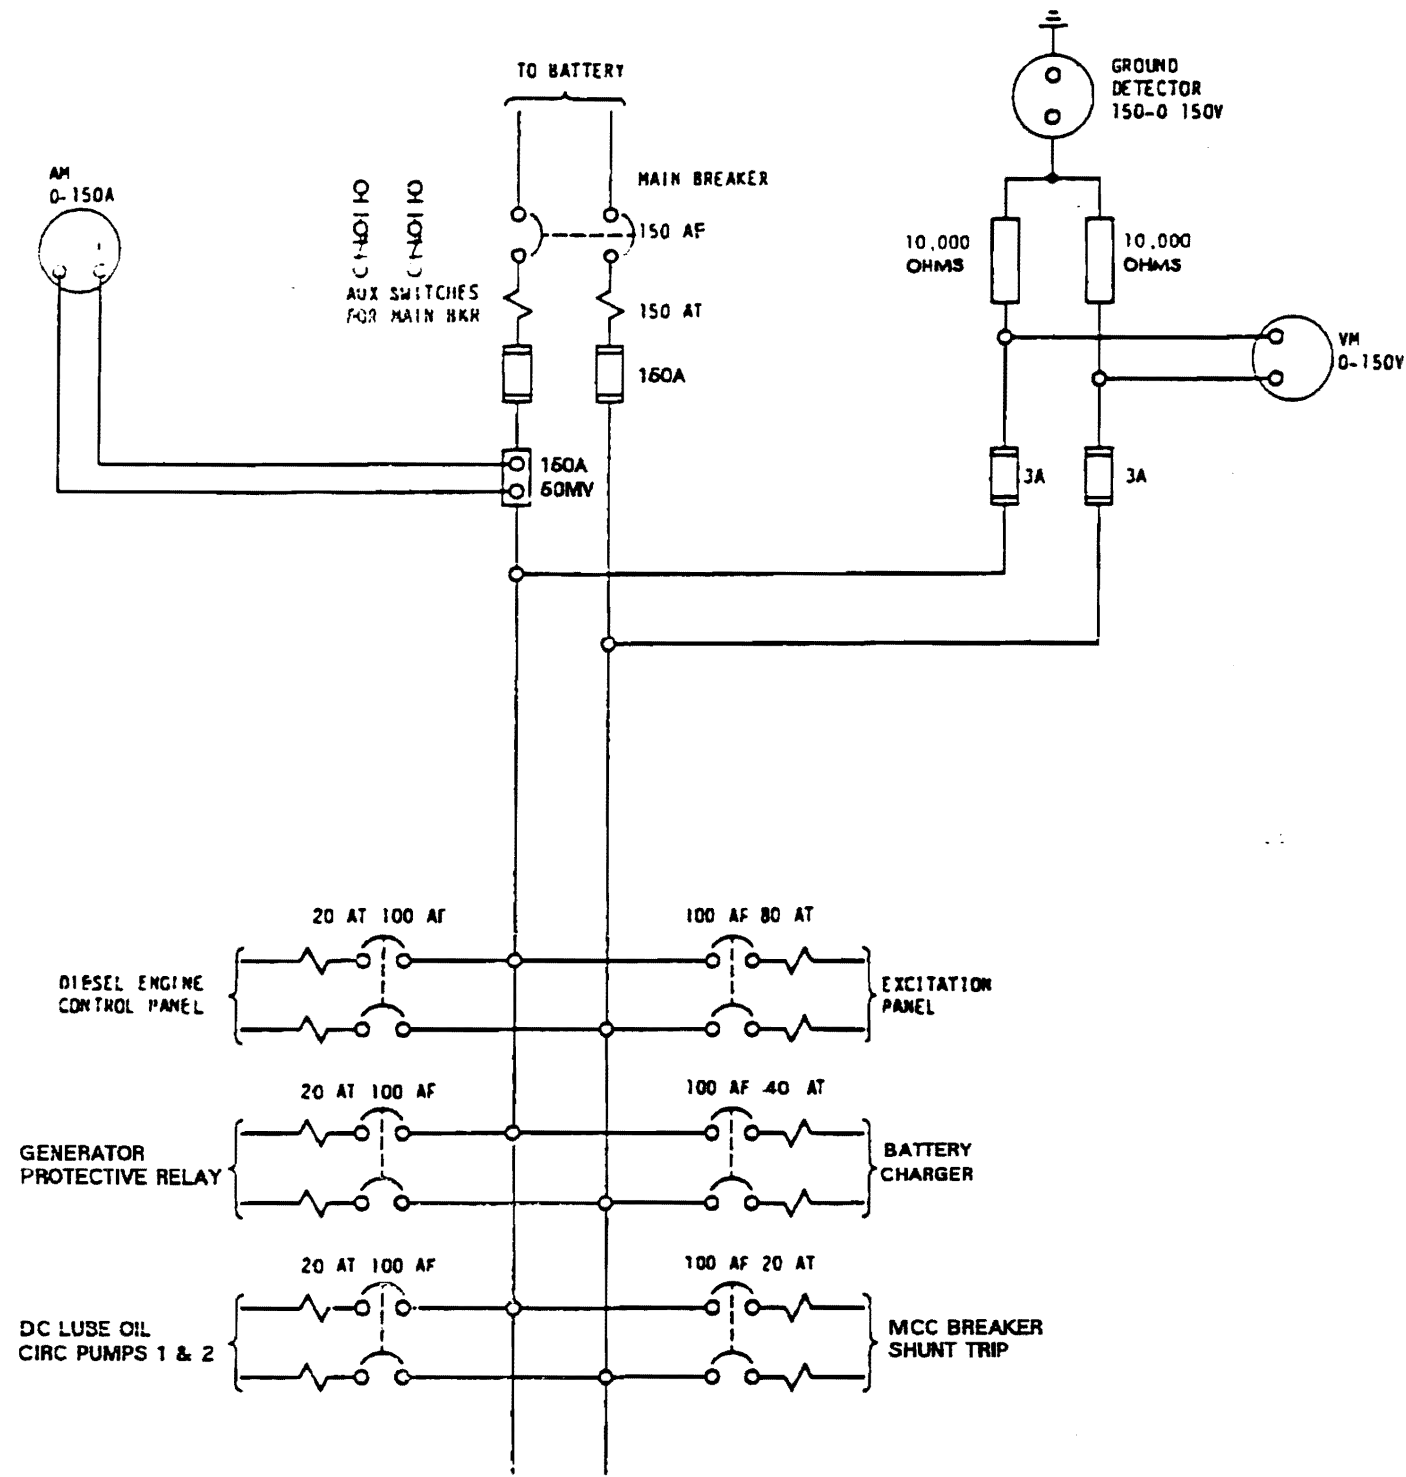 TO BATTERY
GROUND
DETECTOR
150-0 150V
AM
0-150A
MAIN BREAKER
150 AF
10,000
OHMS
10,000
OHMS
AUX SWITCHES
FOR MAIN BKR
150 AT
VM
0-150V
150A
150A
50MV
3A
3A
20 AT 100 AF
100 AF 80 AT
DIESEL ENGINE
CONTROL PANEL
EXCITATION
PANEL
20 AT 100 AF
100 AF 40 AT
GENERATOR
PROTECTIVE RELAY
BATTERY
CHARGER
20 AT 100 AF
100 AF 20 AT
DC LUBE OIL
CIRC PUMPS 1 & 2
MCC BREAKER
SHUNT TRIP